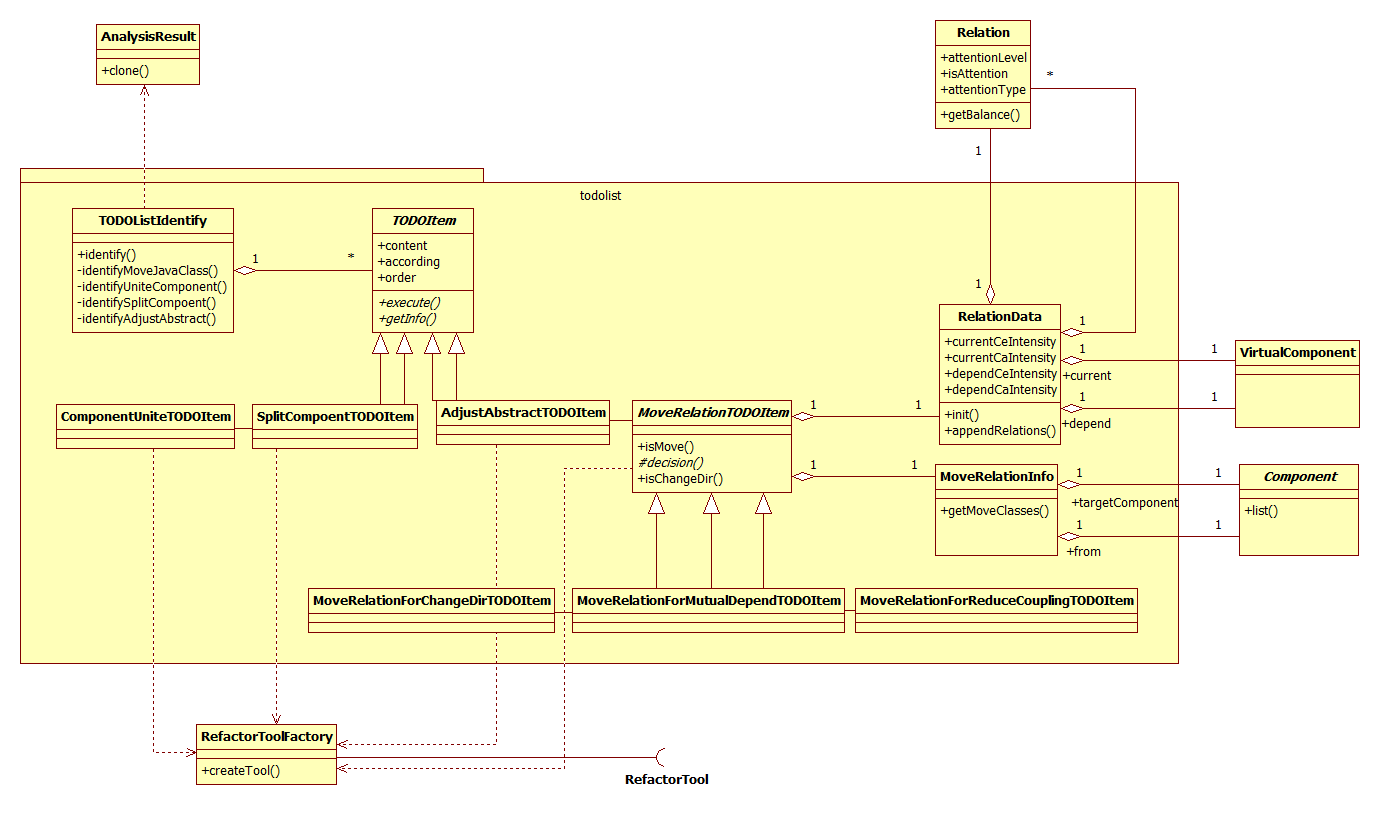 AnalysisResult
+clone()
Relation
+attentionLevel
+isAttention
+attentionType
+getBalance()
*
1
todolist
TODOListIdentify
+identify()
-identifyMoveJavaClass()
-identifyUniteComponent()
-identifySplitCompoent()
-identifyAdjustAbstract()
1
*
TODOItem
+content
+according
+order
+execute()
+getInfo()
1
RelationData
+currentCeIntensity
+currentCaIntensity
+dependCeIntensity
+dependCaIntensity
+init()
+appendRelations()
1
1
+current
1
1
+depend
1
VirtualComponent
ComponentUniteTODOItem
SplitCompoentTODOItem
AdjustAbstractTODOItem
MoveRelationTODOItem
+isMove()
#decision()
+isChangeDir()
1
1
1
1
MoveRelationInfo
+getMoveClasses()
1
+targetComponent
1
1
+from
1
Component
+list()
MoveRelationForChangeDirTODOItem
MoveRelationForMutualDependTODOItem
MoveRelationForReduceCouplingTODOItem
RefactorToolFactory
+createTool()
RefactorTool